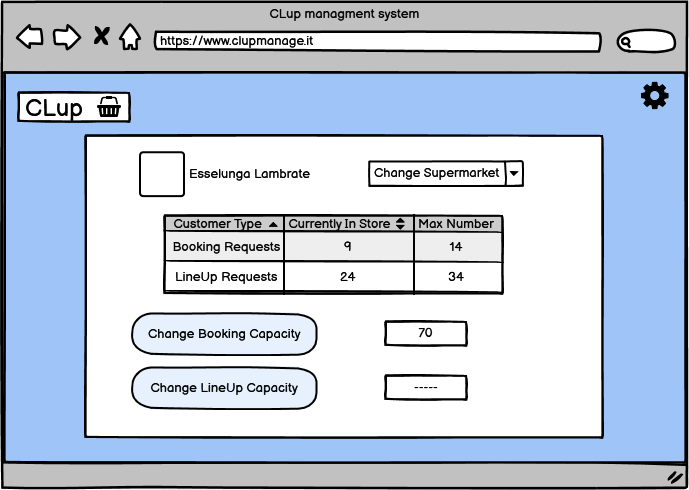 CLup managment system
https://www.clupmanage.it
CLup
Esselunga Lambrate
Change Supermarket
Customer Type Currently In Store Max Number
Booking Requests 9 14
LineUp Requests 24 34
Change Booking Capacity 70
Change LineUp Capacity -----